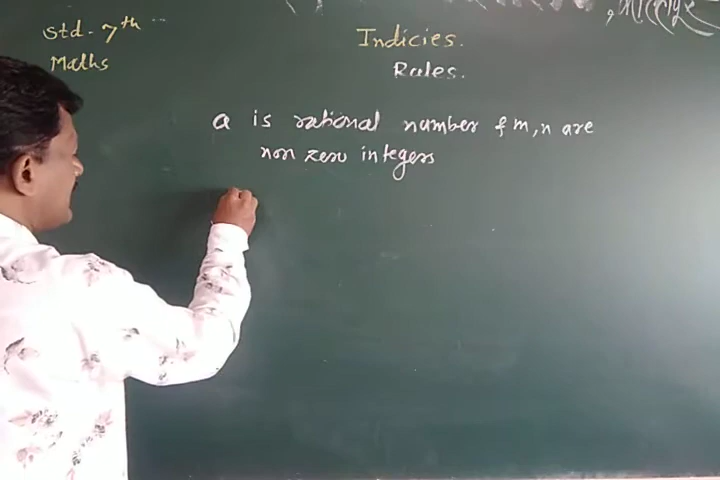 Std - 7th
Maths
Indicies.
Rules.
a is rational number & m, n are
non zero integers